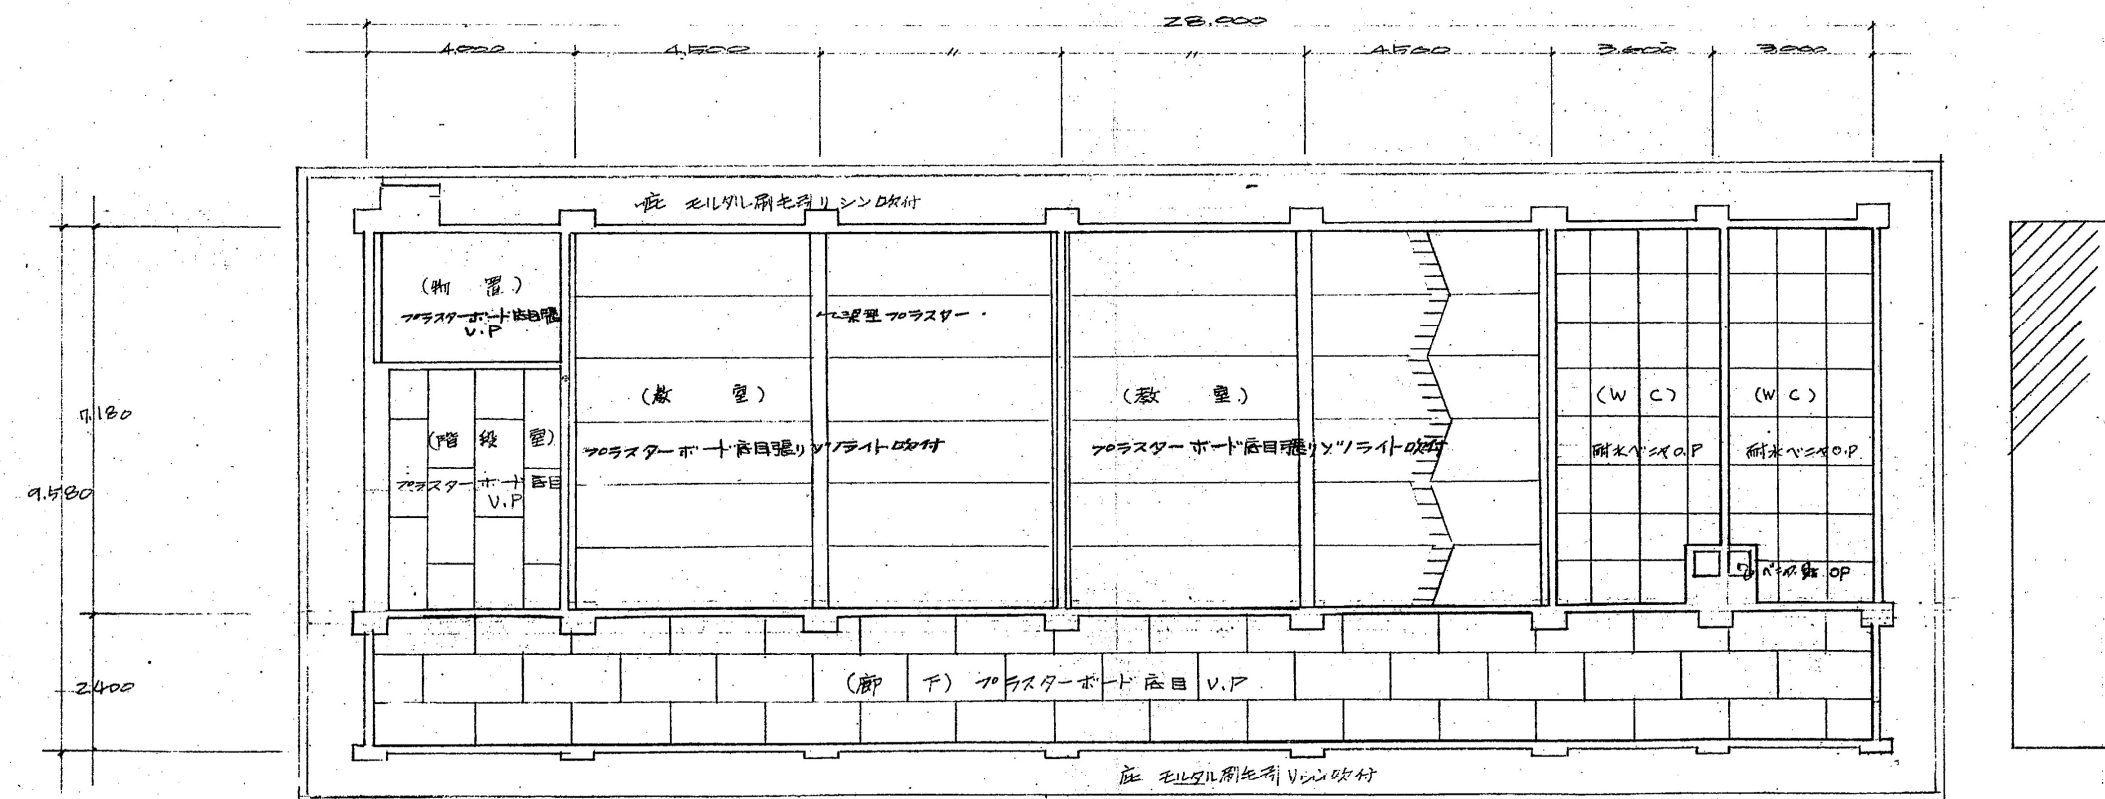 28.000
4.000 4.500 〃 〃 4.500 3.000 3.000
庇 モルタル刷毛引リシン吹付
(物 置)
プラスターボード底目張
V.P
梁型プラスター
(教 室)
(教 室)
(W C)
(W C)
7.180
(階 段 室)
プラスターボード底目張リゾノライト吹付
プラスターボード底目張リゾノライト吹付
耐水ベニヤO.P
耐水ベニヤO.P
9.580
プラスターボード底目
V.P
ベニヤ OP
2.400
(廊 下) プラスターボード底目 V.P
庇 モルタル刷毛引リシン吹付